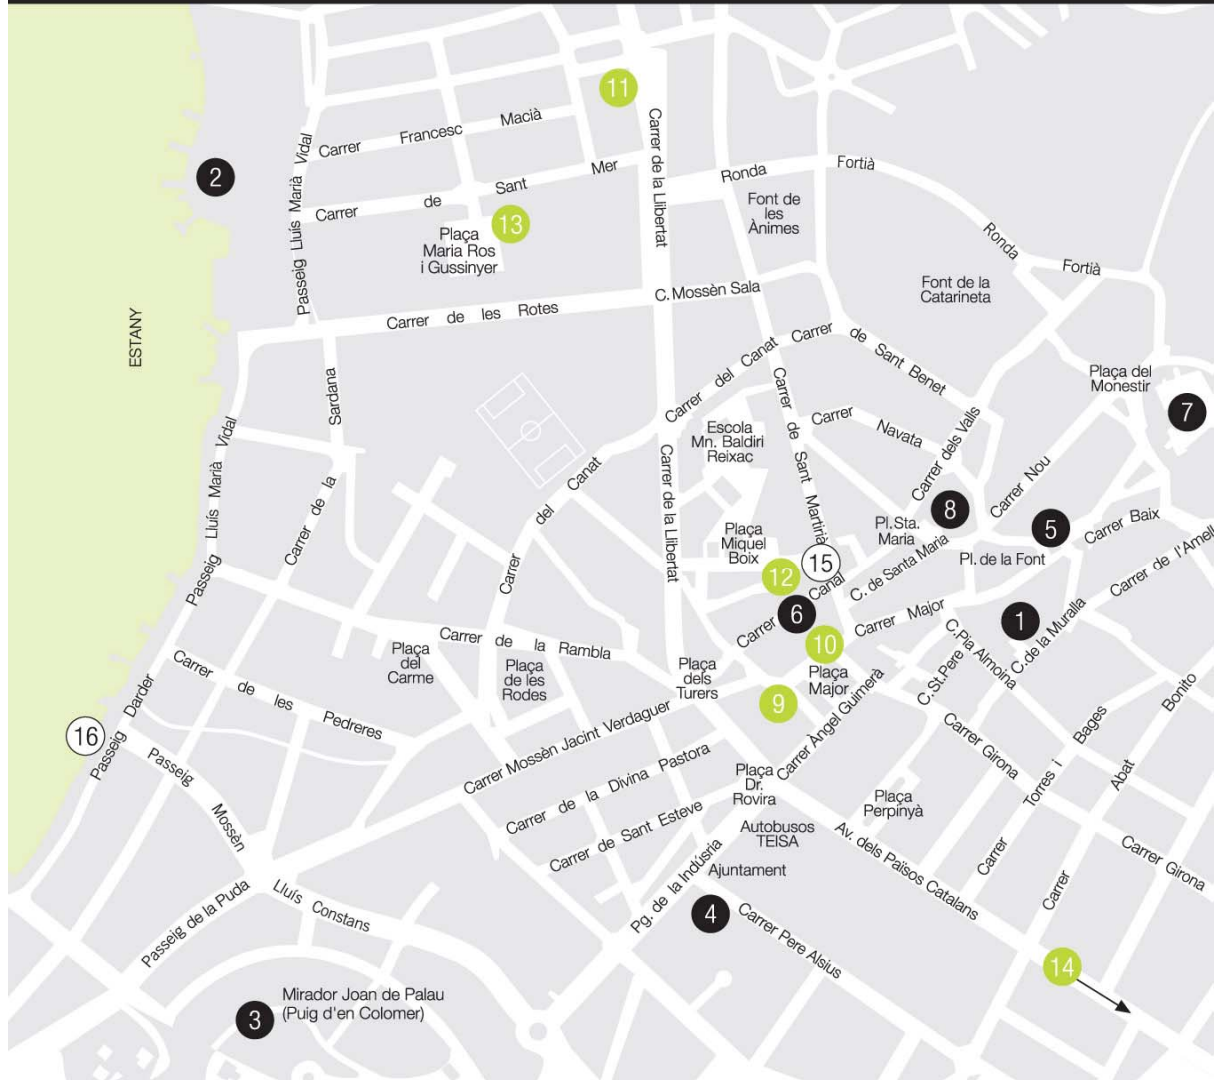 11
Carrer Francesc Macià
Passeig Lluís Marià Vidal
2
Carrer de Sant Mer
Carrer de la Llibertat
Ronda Fortià
13
Plaça
Maria Ros
i Gussinyer
Font de
les
Ànimes
Ronda Fortià
Font de la
Catarineta
C. Mossèn Sala
Carrer de les Rotes
ESTANY
Carrer del Canat
Carrer de Sant Benet
Plaça del
Monestir
7
Carrer de la Sardana
Escola
Mn. Baldiri
Reixac
Carrer de Sant Martirià
Carrer Navata
Carrer dels Valls
Passeig Lluís Marià Vidal
Carrer del Canat
Carrer de la Llibertat
Carrer Nou
8
5
Carrer Baix
Pl. Sta.
Maria
Plaça
Miquel
Boix
15
Pl. de la Font
Carrer de l'Amell
12
C. de Santa Maria
Carrer Canal
6
Carrer Major
1
C. de la Muralla
C. Pia Almoina
10
Carrer de la Rambla
Plaça
del
Carme
Plaça
de les
Rodes
Plaça
dels
Turers
Plaça
Major
9
C. St. Pere
Carrer de les Pedreres
Passeig Darder
16
Carrer Mossèn Jacint Verdaguer
Carrer Àngel Guimerà
Carrer Girona
Carrer Torres i Bages
Carrer Abat Bonito
Passeig Mossèn Lluís Constans
Carrer de la Divina Pastora
Plaça
Dr.
Rovira
Plaça
Perpinyà
Carrer de Sant Esteve
Autobusos
TEISA
Av. dels Països Catalans
Carrer Girona
Ajuntament
Pg. de la Indúsria
4
Carrer Pere Alsius
Passeig de la Puda
14
Mirador Joan de Palau
(Puig d'en Colomer)
3